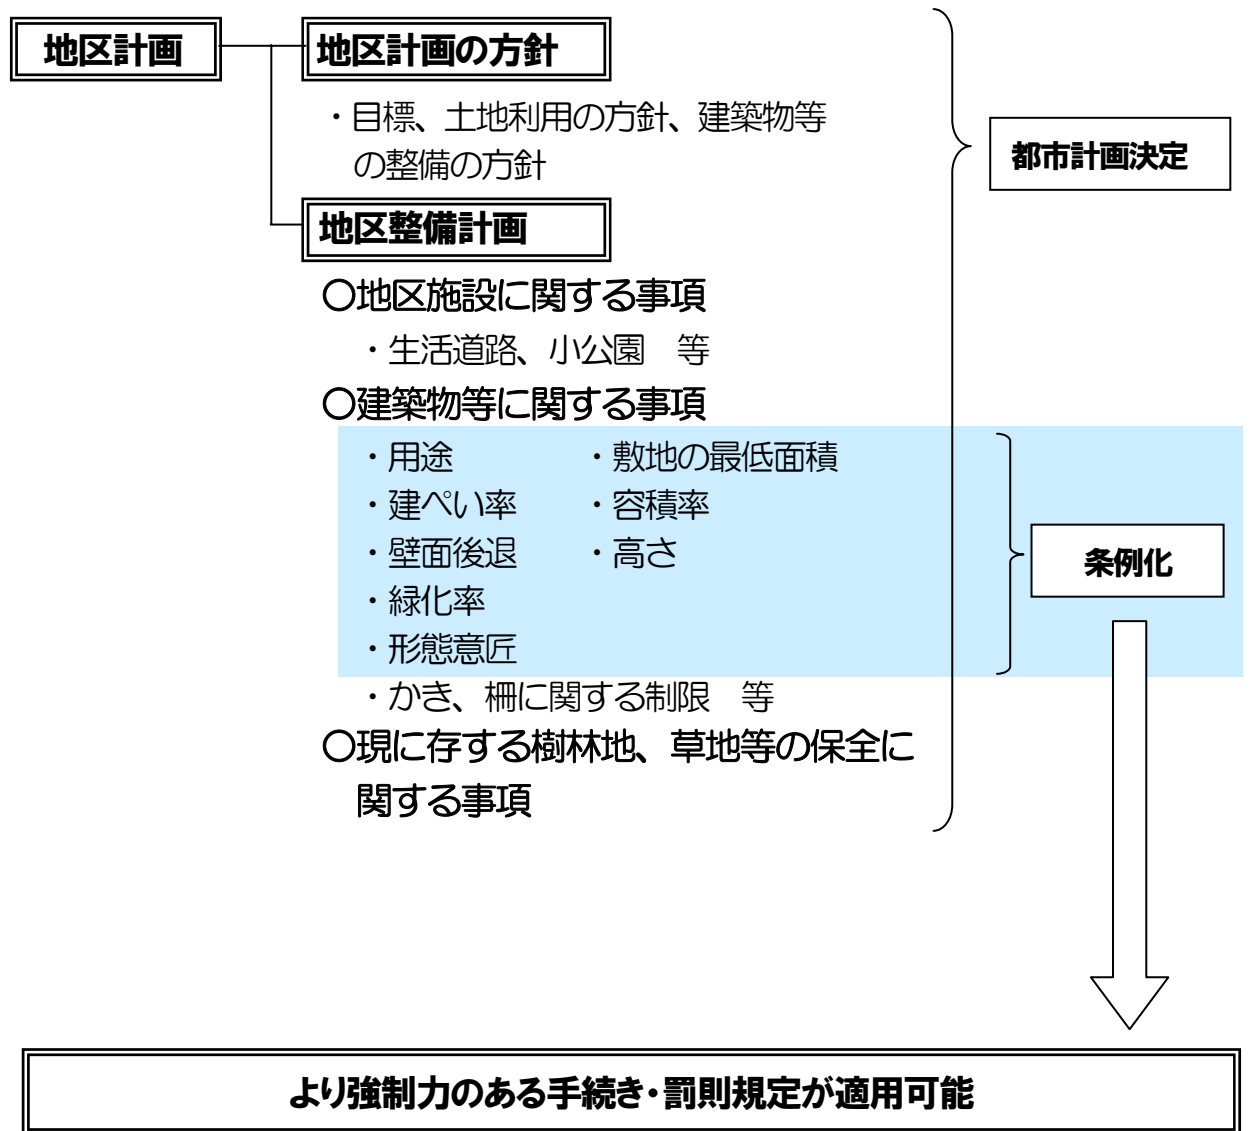 地区計画
地区計画の方針
・目標、土地利用の方針、建築物等
の整備の方針
都市計画決定
地区整備計画
〇地区施設に関する事項
・生活道路、小公園　等
〇建築物等に関する事項
・用途　・敷地の最低面積
・建ぺい率　・容積率
・壁面後退　・高さ
条例化
・緑化率
・形態意匠
・かき、柵に関する制限　等
〇現に存する樹林地、草地等の保全に
関する事項
より強制力のある手続き・罰則規定が適用可能